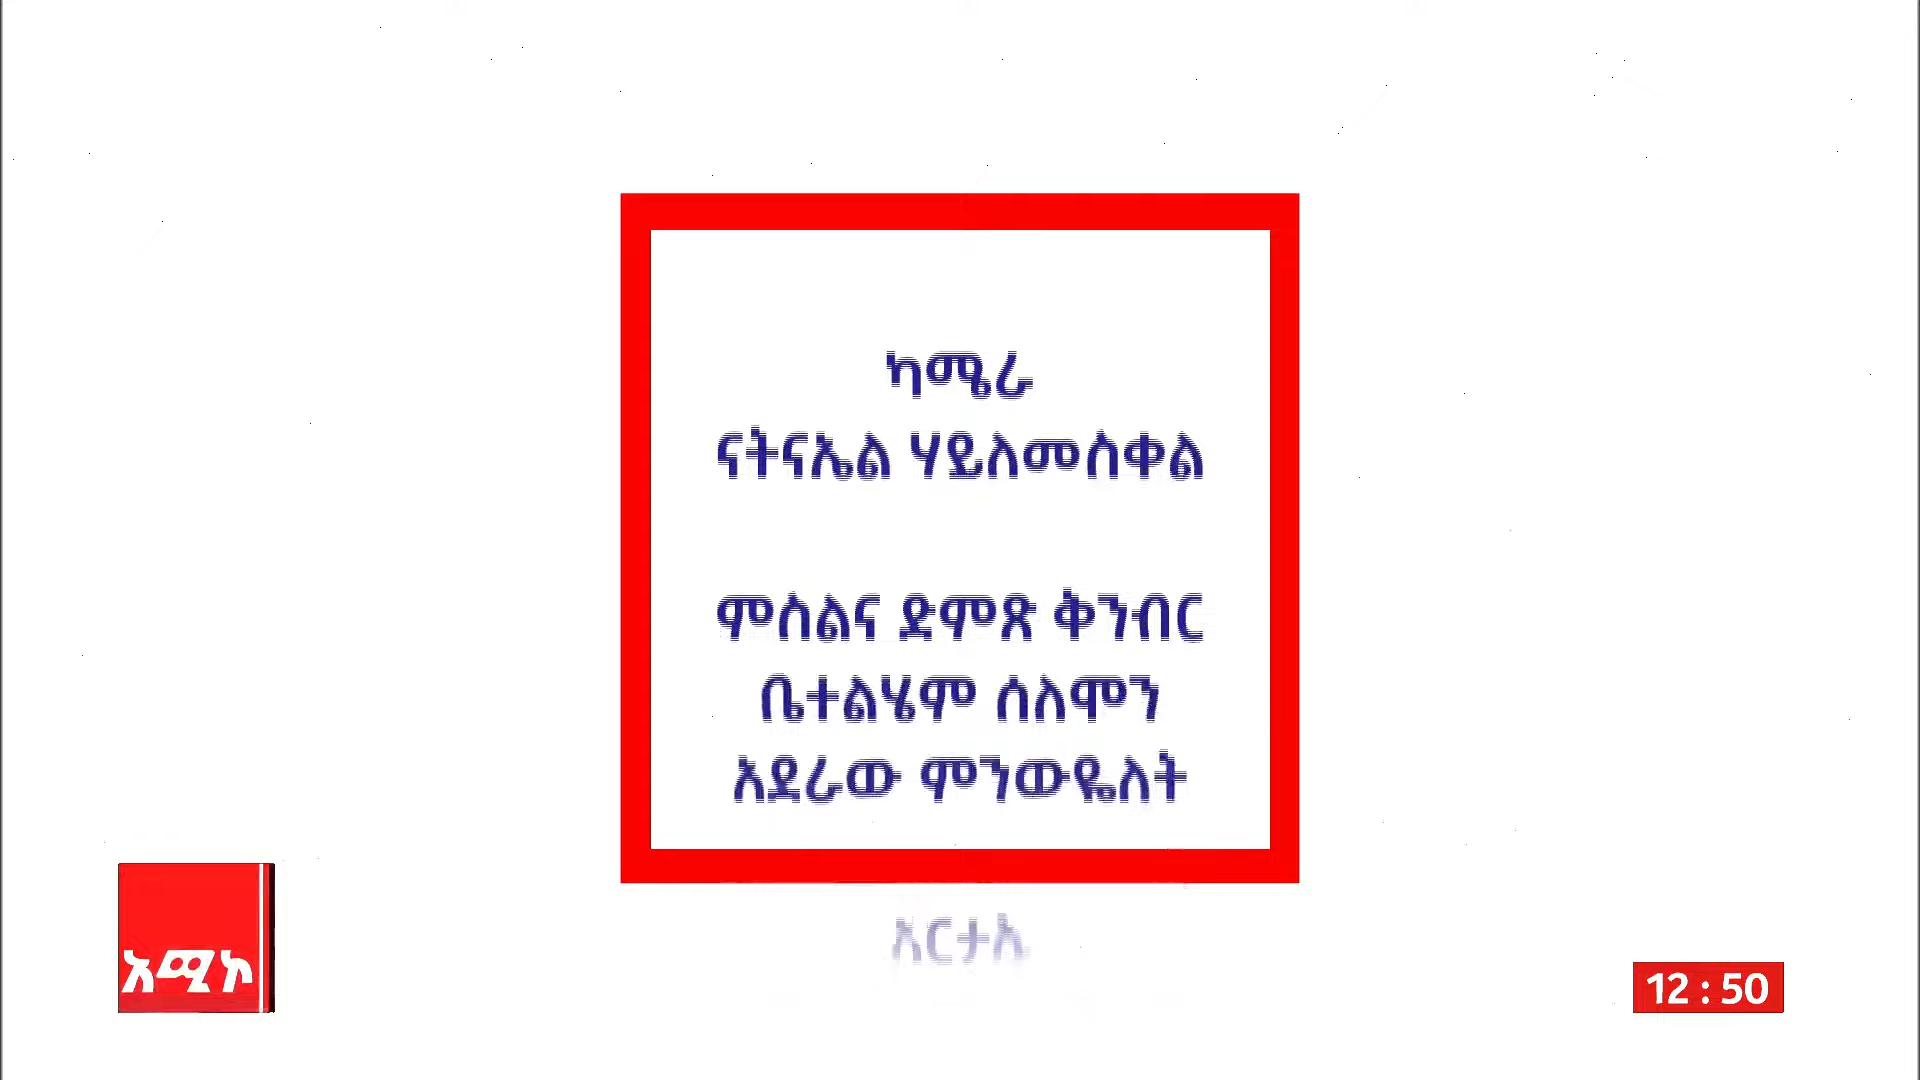 ካሜራ
ናትናኤል ሃይለመስቀል
ምስልና ድምጽ ቅንብር
ቤተልሄም ሰለሞን
አደራው ምንውዬለት
አርታኢ
አሚኮ
12 : 50